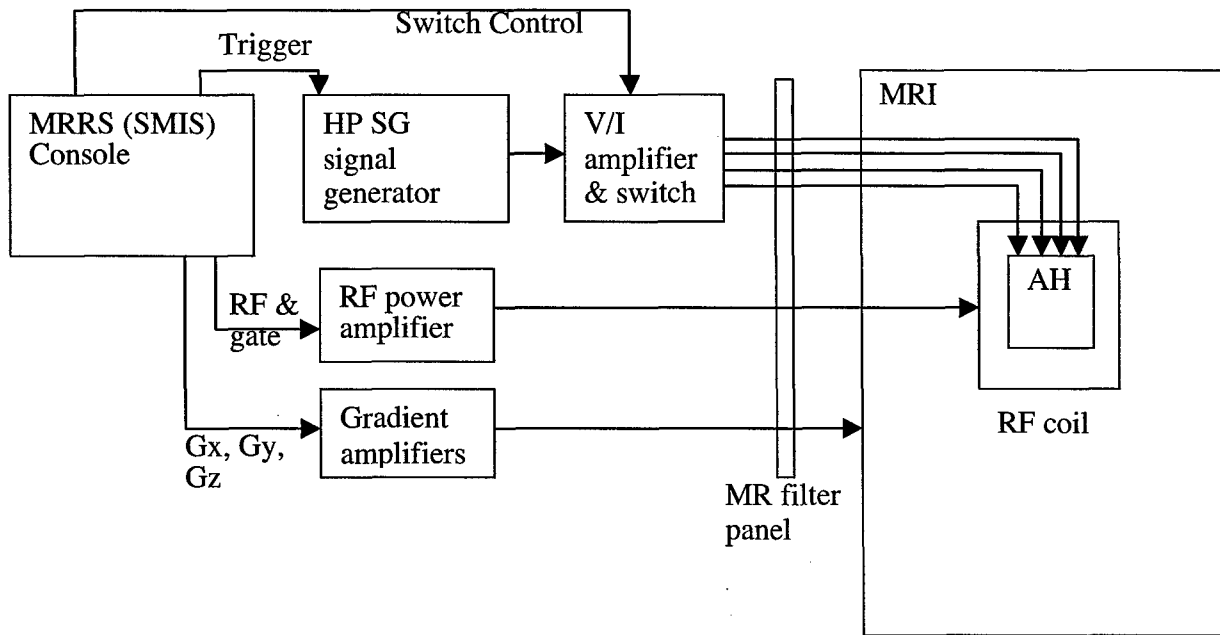 Switch Control
Trigger
MRRS (SMIS)
Console
HP SG
signal
generator
V/I
amplifier
& switch
MRI
AH
RF coil
RF &
gate
RF power
amplifier
Gx, Gy,
Gz
Gradient
amplifiers
MR filter
panel